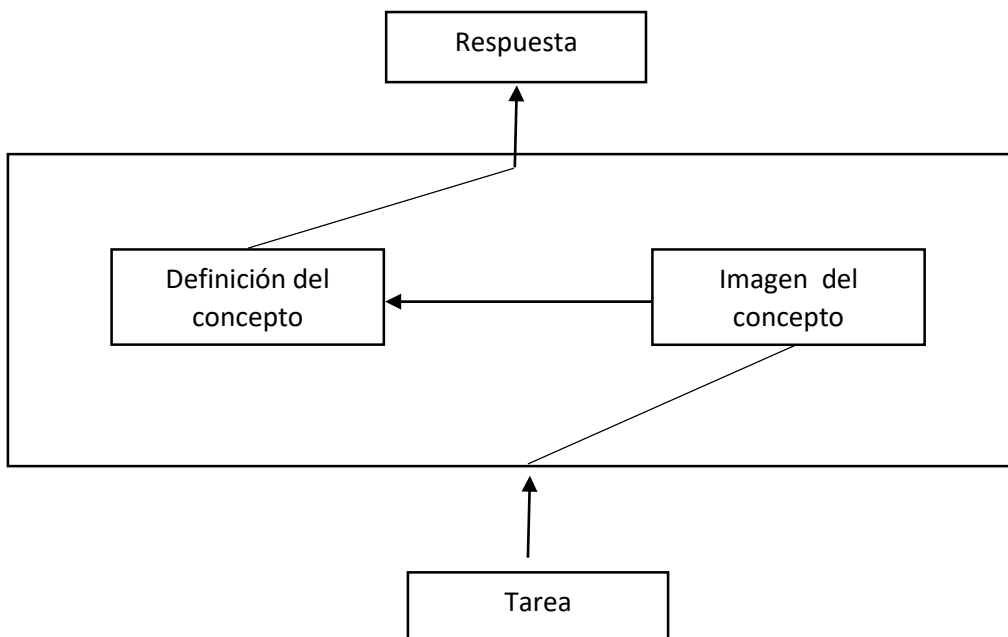 Respuesta
Definición del
concepto
Imagen  del
concepto
Tarea